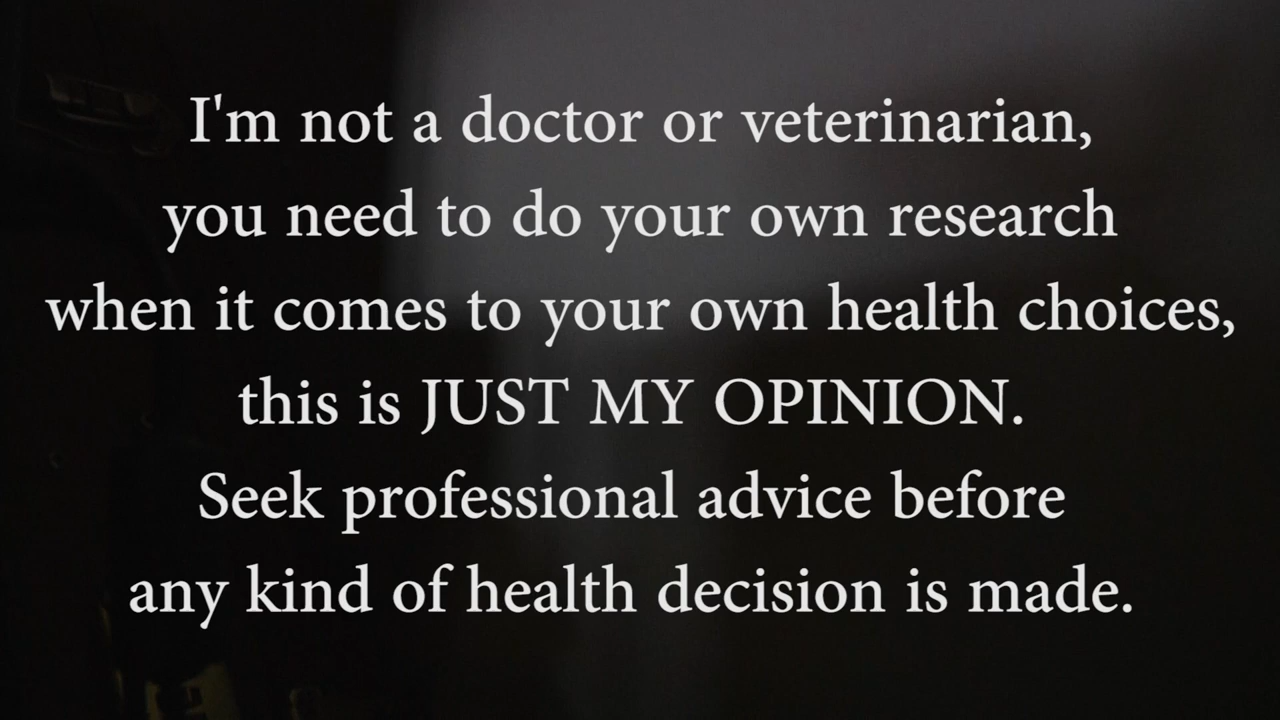 I'm not a doctor or veterinarian,
you need to do your own research
when it comes to your own health choices,
this is JUST MY OPINION.
Seek professional advice before
any kind of health decision is made.